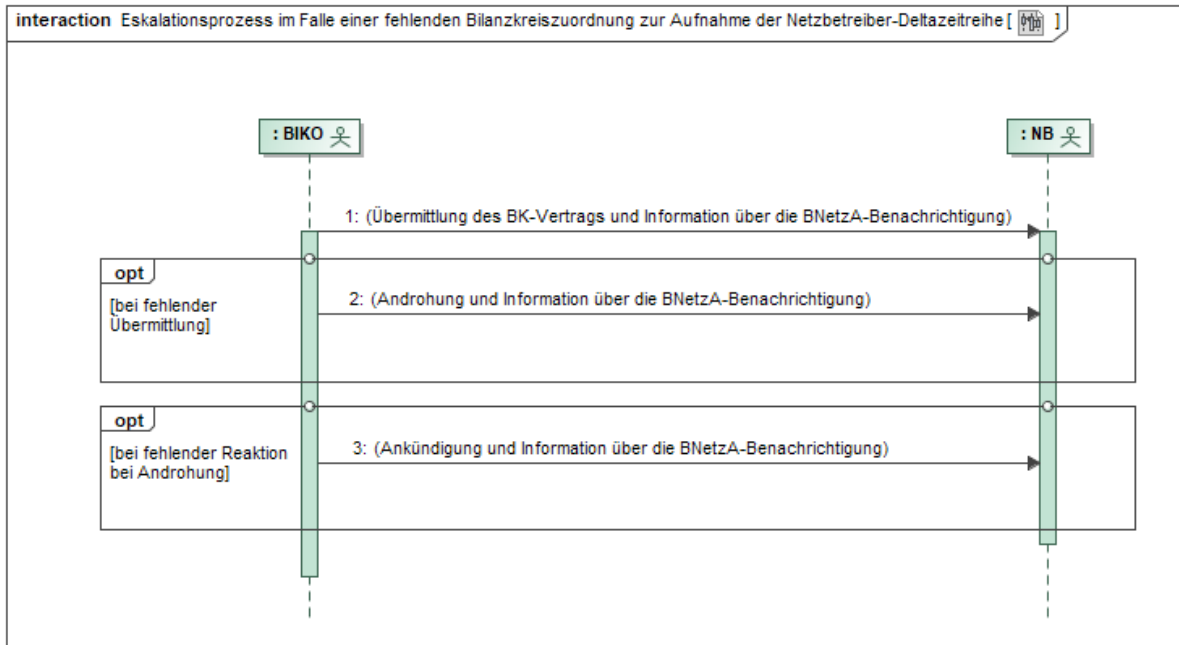 interaction Eskalationsprozess im Falle einer fehlenden Bilanzkreiszuordnung zur Aufnahme der Netzbetreiber-Deltazeitreihe [ ]
: BIKO
: NB
1: (Übermittlung des BK-Vertrags und Information über die BNetzA-Benachrichtigung)
opt
[bei fehlender
Übermittlung]
2: (Androhung und Information über die BNetzA-Benachrichtigung)
opt
[bei fehlender Reaktion
bei Androhung]
3: (Ankündigung und Information über die BNetzA-Benachrichtigung)